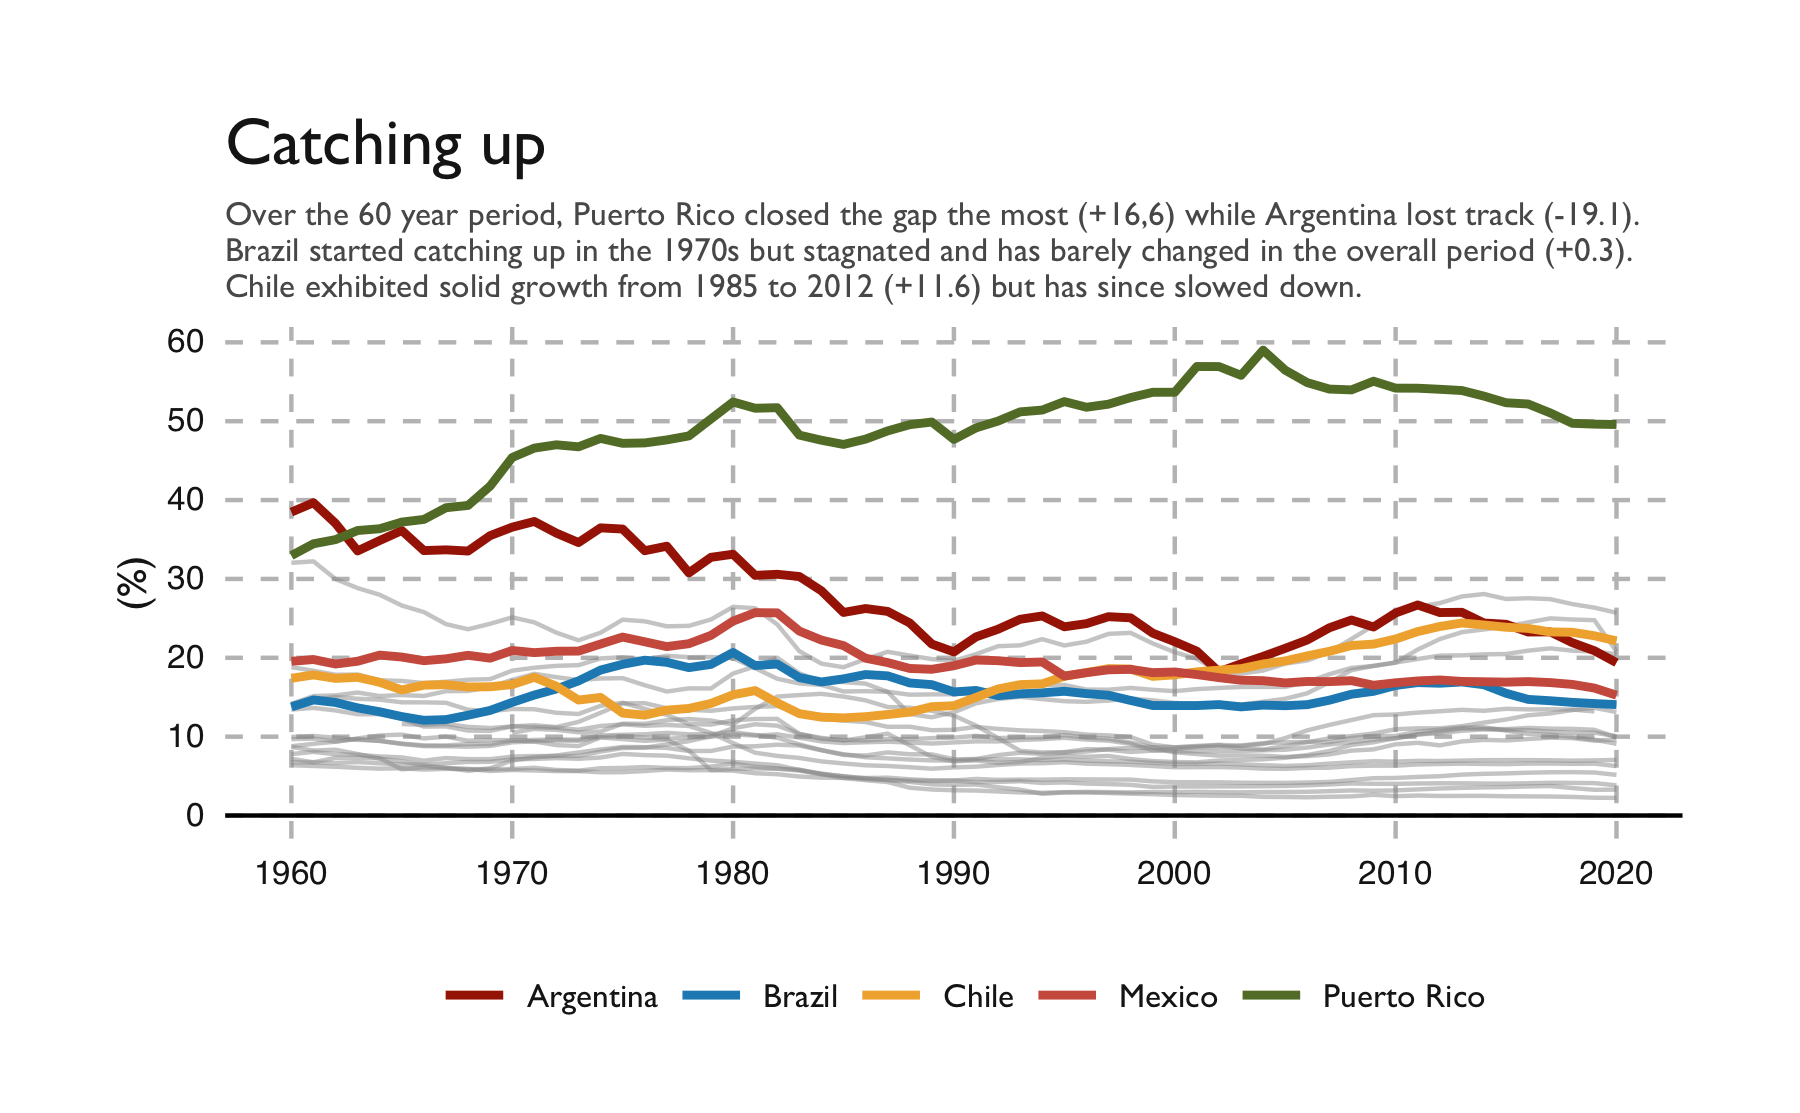 Catching up
Over the 60 year period, Puerto Rico closed the gap the most (+16,6) while Argentina lost track (-19.1).
Brazil started catching up in the 1970s but stagnated and has barely changed in the overall period (+0.3).
Chile exhibited solid growth from 1985 to 2012 (+11.6) but has since slowed down.
60
50
40
30
20
10
0
(%)
1960 1970 1980 1990 2000 2010 2020
Argentina Brazil Chile Mexico Puerto Rico